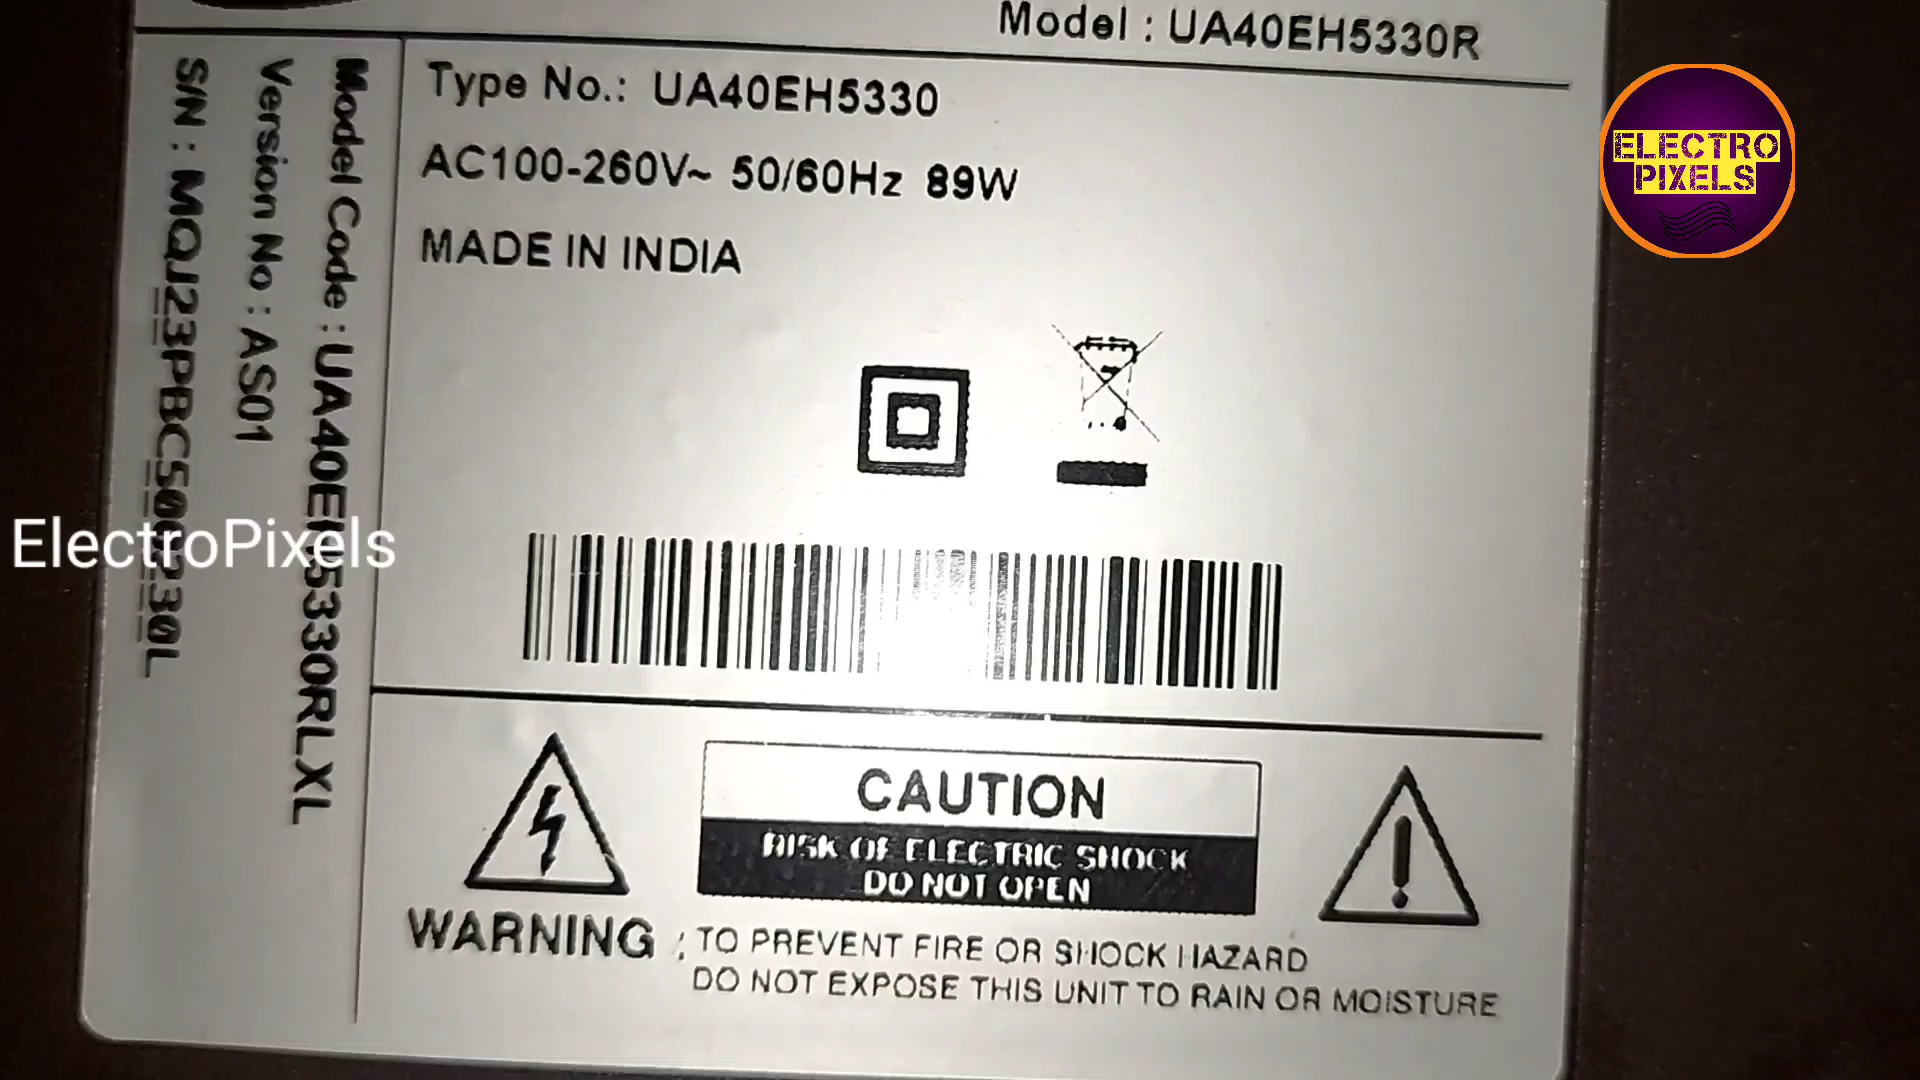 Model : UA40EH5330R
Type No.: UA40EH5330
AC100-260V~ 50/60Hz 89W
MADE IN INDIA
Model Code : UA40EH5330RLXL
Version No : AS01
S/N :
ELECTRO
PIXELS
ElectroPixels
CAUTION
RISK OF ELECTRIC SHOCK
DO NOT OPEN
WARNING : TO PREVENT FIRE OR SHOCK HAZARD
DO NOT EXPOSE THIS UNIT TO RAIN OR MOISTURE